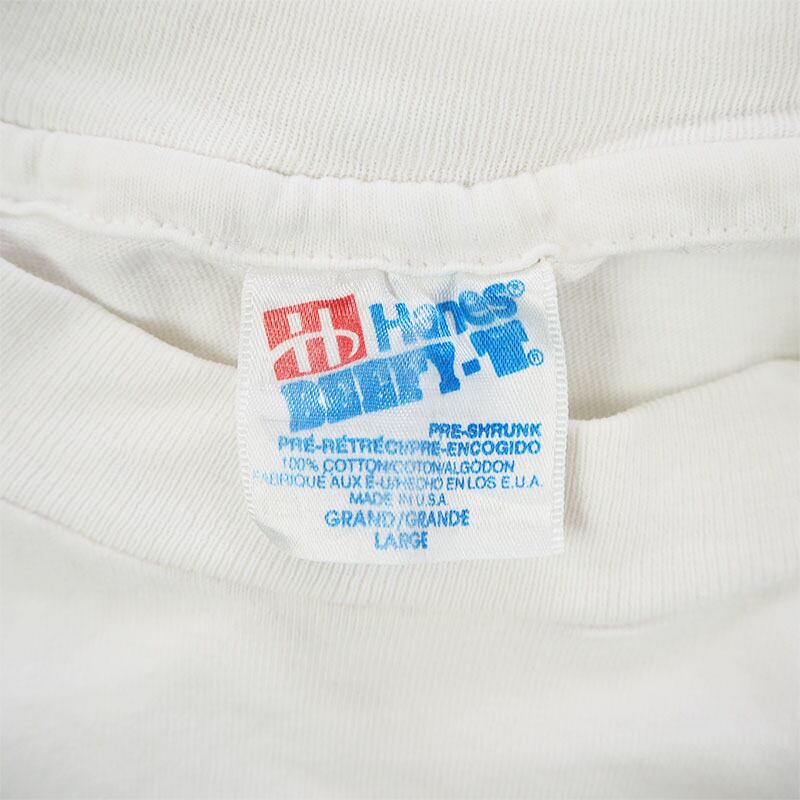 H Hanes®
BEEFY-T®
PRE-SHRUNK
PRÉ-RÉTRÉCI/PRE-ENCOGIDO
100% COTTON/COTON/ALGODON
FABRIQUÉ AUX É-U/HECHO EN LOS E.U.A.
MADE IN U.S.A.
GRAND/GRANDE
LARGE